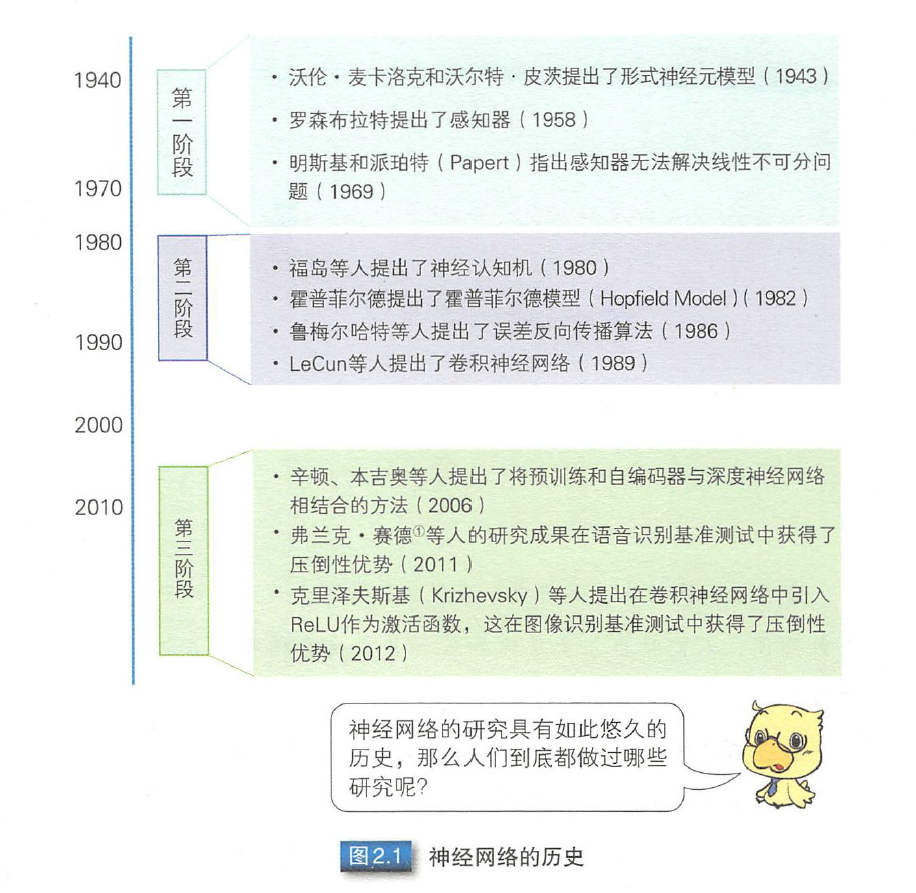 1940
第一阶段
1970
· 沃伦·麦卡洛克和沃尔特·皮茨提出了形式神经元模型（1943）
· 罗森布拉特提出了感知器（1958）
· 明斯基和派珀特（Papert）指出感知器无法解决线性不可分问
题（1969）
1980
第二阶段
1990
· 福岛等人提出了神经认知机（1980）
· 霍普菲尔德提出了霍普菲尔德模型（Hopfield Model）（1982）
· 鲁梅尔哈特等人提出了误差反向传播算法（1986）
· LeCun等人提出了卷积神经网络（1989）
2000
2010
第三阶段
· 辛顿、本吉奥等人提出了将预训练和自编码器与深度神经网络
相结合的方法（2006）
· 弗兰克·赛德①等人的研究成果在语音识别基准测试中获得了
压倒性优势（2011）
· 克里泽夫斯基（Krizhevsky）等人提出在卷积神经网络中引入
ReLU作为激活函数，这在图像识别基准测试中获得了压倒性
优势（2012）
神经网络的研究具有如此悠久的
历史，那么人们到底都做过哪些
研究呢?
图2.1 神经网络的历史